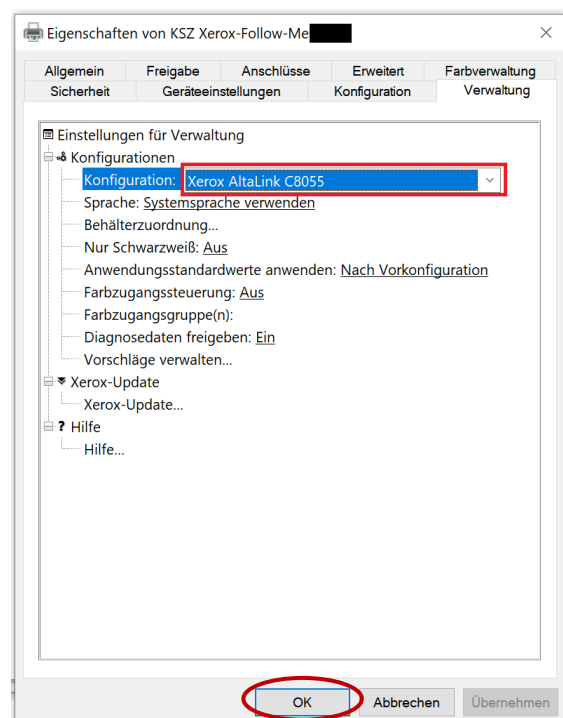 Eigenschaften von KSZ Xerox-Follow-Me
Allgemein Freigabe Anschlüsse Erweitert Farbverwaltung
Sicherheit Geräteeinstellungen Konfiguration Verwaltung
Einstellungen für Verwaltung
Konfigurationen
Konfiguration: Xerox AltaLink C8055
Sprache: Systemsprache verwenden
Behälterzuordnung...
Nur Schwarzweiß: Aus
Anwendungsstandardwerte anwenden: Nach Vorkonfiguration
Farbzugangssteuerung: Aus
Farbzugangsgruppe(n):
Diagnosedaten freigeben: Ein
Vorschläge verwalten...
Xerox-Update
Xerox-Update...
? Hilfe
Hilfe...
OK Abbrechen Übernehmen